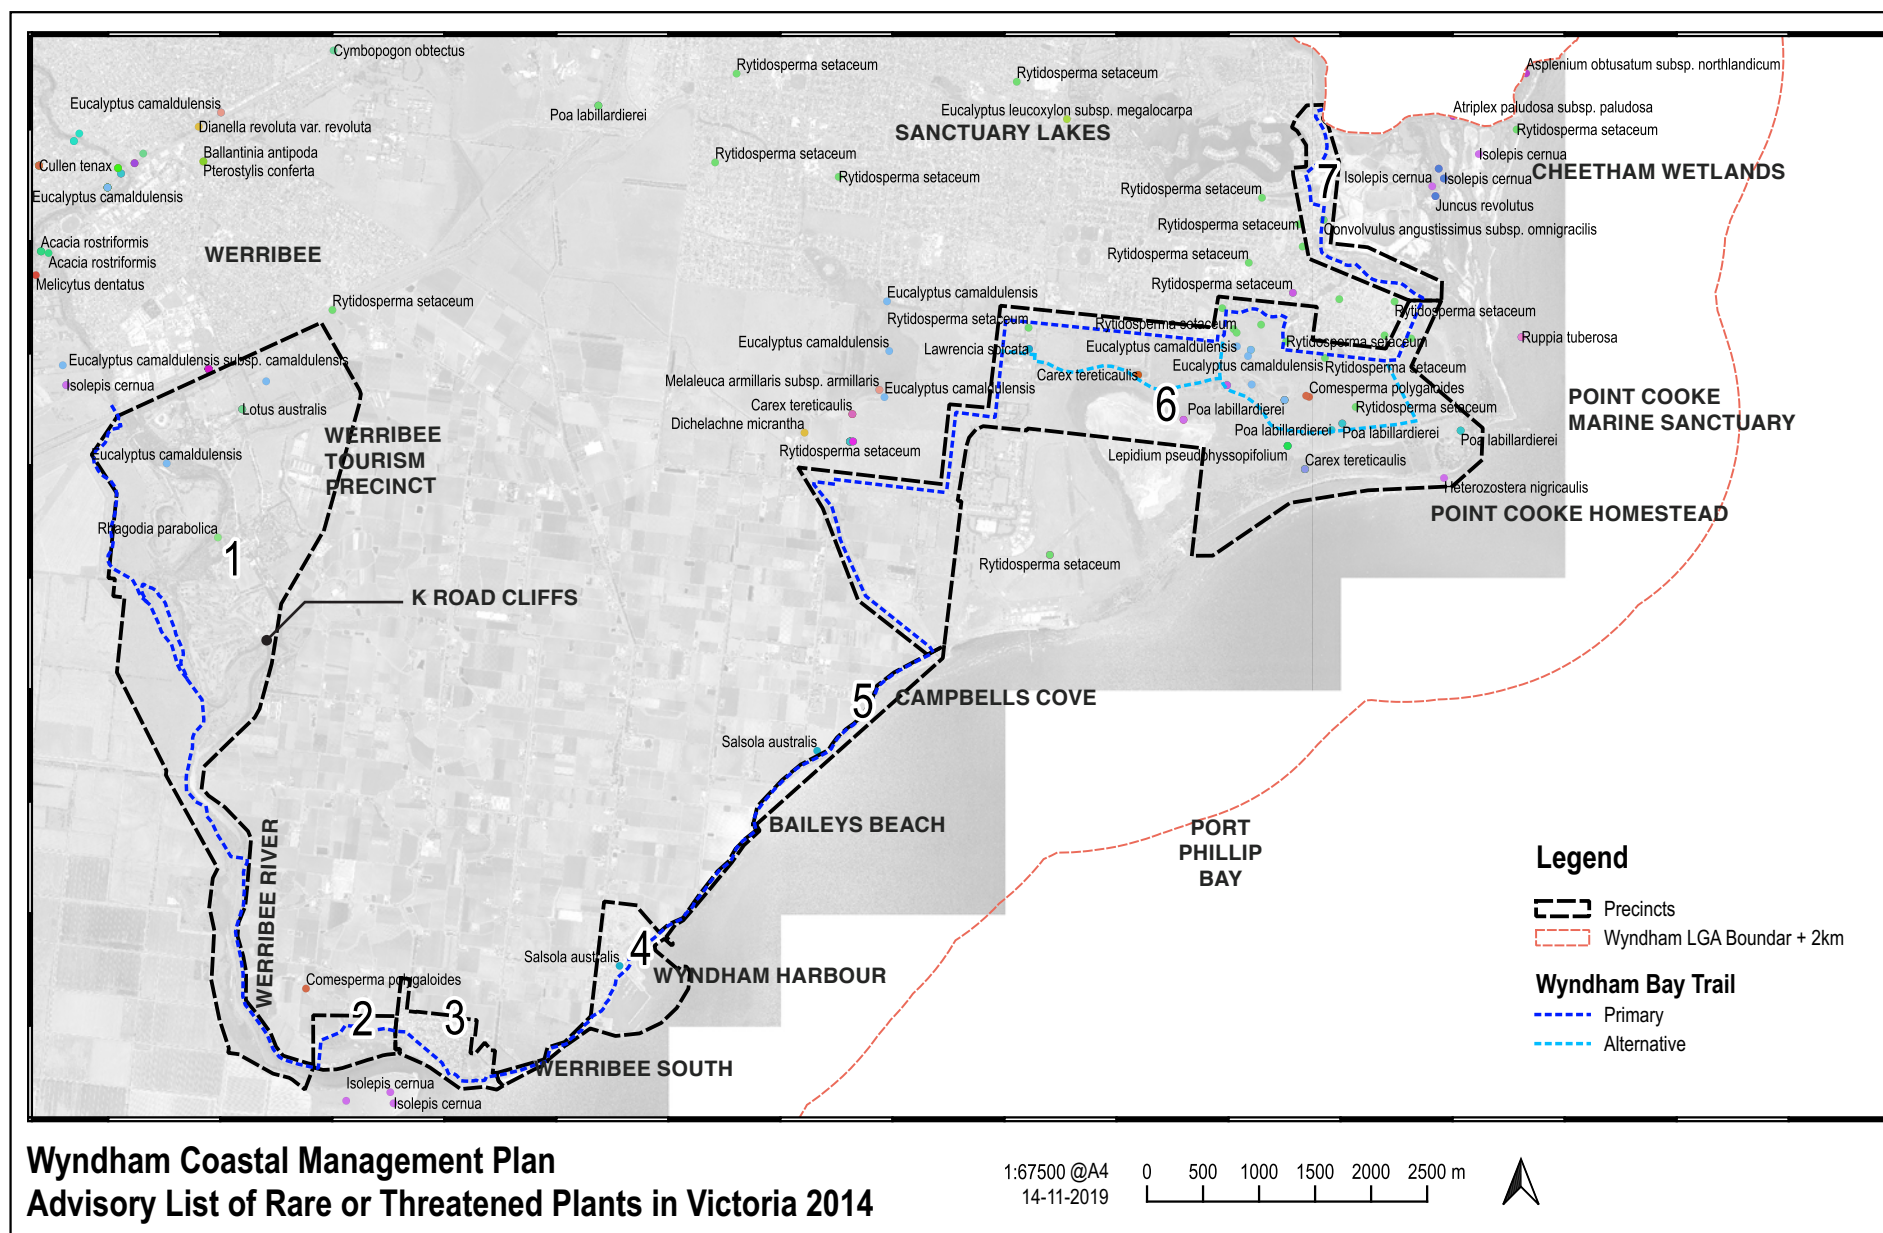 Cymbopogon obtectus
Rytidosperma setaceum
Rytidosperma setaceum
Asplenium obtusatum subsp. northlandicum
Eucalyptus camaldulensis
Poa labillardierei
Eucalyptus leucoxylon subsp. megalocarpa
Atriplex paludosa subsp. paludosa
Dianella revoluta var. revoluta
SANCTUARY LAKES
Rytidosperma setaceum
Ballantinia antipoda
Rytidosperma setaceum
Isolepis cernua
Cullen tenax
Pterostylis conferta
Rytidosperma setaceum
7
Isolepis cernua
Isolepis cernua
CHEETHAM WETLANDS
Eucalyptus camaldulensis
Rytidosperma setaceum
Juncus revolutus
Rytidosperma setaceum
Convolvulus angustissimus subsp. omnigracilis
Acacia rostriformis
WERRIBEE
Rytidosperma setaceum
Acacia rostriformis
Melicytus dentatus
Rytidosperma setaceum
Eucalyptus camaldulensis
Rytidosperma setaceum
Rytidosperma setaceum
Rytidosperma setaceum
Rytidosperma setaceum
Eucalyptus camaldulensis
Lawrencia spicata
Eucalyptus camaldulensis
Rytidosperma setaceum
Ruppia tuberosa
Eucalyptus camaldulensis subsp. camaldulensis
Eucalyptus camaldulensis
Rytidosperma setaceum
Isolepis cernua
Melaleuca armillaris subsp. armillaris
Eucalyptus camaldulensis
Carex tereticaulis
Comesperma polygaloides
POINT COOKE
MARINE SANCTUARY
Lotus australis
Carex tereticaulis
6
Poa labillardierei
Rytidosperma setaceum
Dichelachne micrantha
Poa labillardierei
Poa labillardierei
Poa labillardierei
WERRIBEE
TOURISM
PRECINCT
Eucalyptus camaldulensis
Rytidosperma setaceum
Lepidium pseudohyssopifolium
Carex tereticaulis
Heterozostera nigricaulis
POINT COOKE HOMESTEAD
Rhagodia parabolica
1
Rytidosperma setaceum
K ROAD CLIFFS
5
CAMPBELLS COVE
Salsola australis
BAILEYS BEACH
PORT
PHILLIP
BAY
WERRIBEE RIVER
4
Salsola australis
WYNDHAM HARBOUR
Comesperma polygaloides
2
3
WERRIBEE SOUTH
Isolepis cernua
Isolepis cernua
Legend
Precincts
Wyndham LGA Boundar + 2km
Wyndham Bay Trail
Primary
Alternative
Wyndham Coastal Management Plan
Advisory List of Rare or Threatened Plants in Victoria 2014
1:67500 @A4
14-11-2019
0 500 1000 1500 2000 2500 m